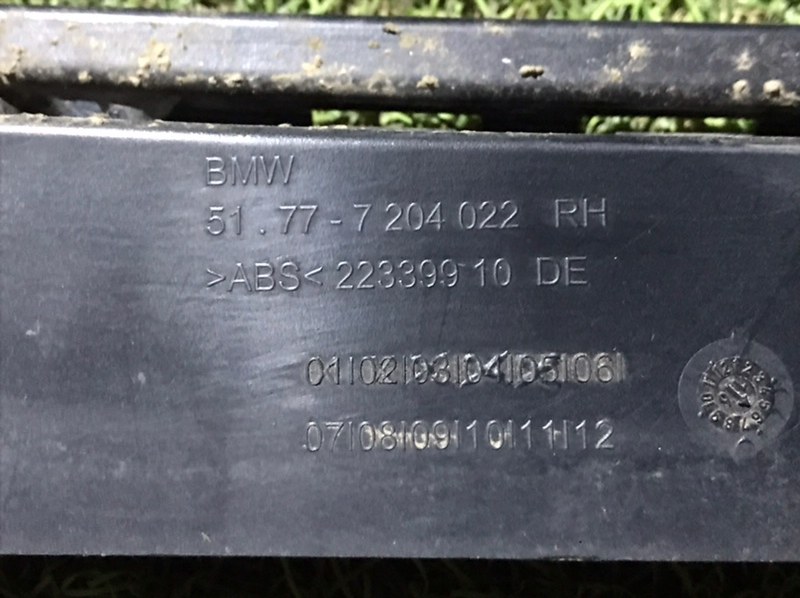 BMW
51.77-7 204 022 RH
>ABS< 223399 10 DE
01|02|03|04|05|06|
07|08|09|10|11|12